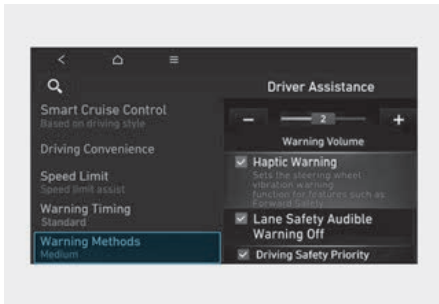 Driver Assistance
Smart Cruise Control
Based on driving style
Driving Convenience
Speed Limit
Speed limit assist
Warning Timing
Standard
Warning Methods
Medium
2
Warning Volume
Haptic Warning
Sets the steering wheel
vibration warning
function for features such as
Forward Safety
Lane Safety Audible
Warning Off
Driving Safety Priority